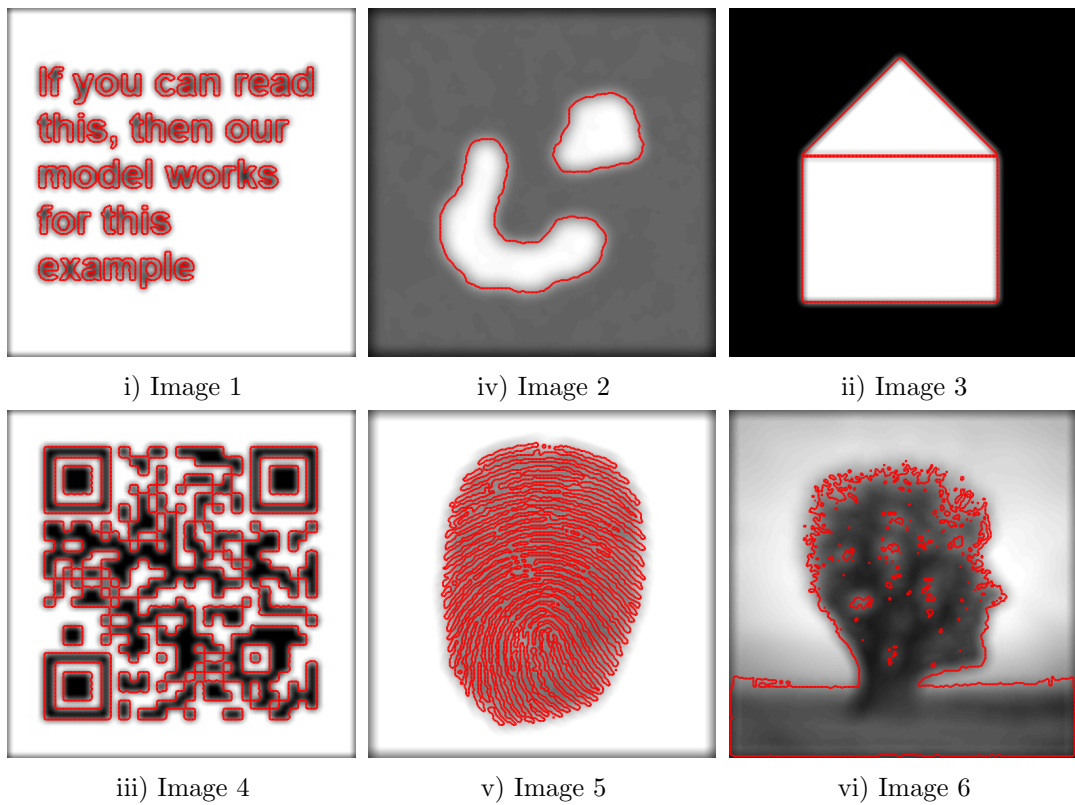 If you can read
this, then our
model works
for this
example
i) Image 1
iv) Image 2
ii) Image 3
iii) Image 4
v) Image 5
vi) Image 6